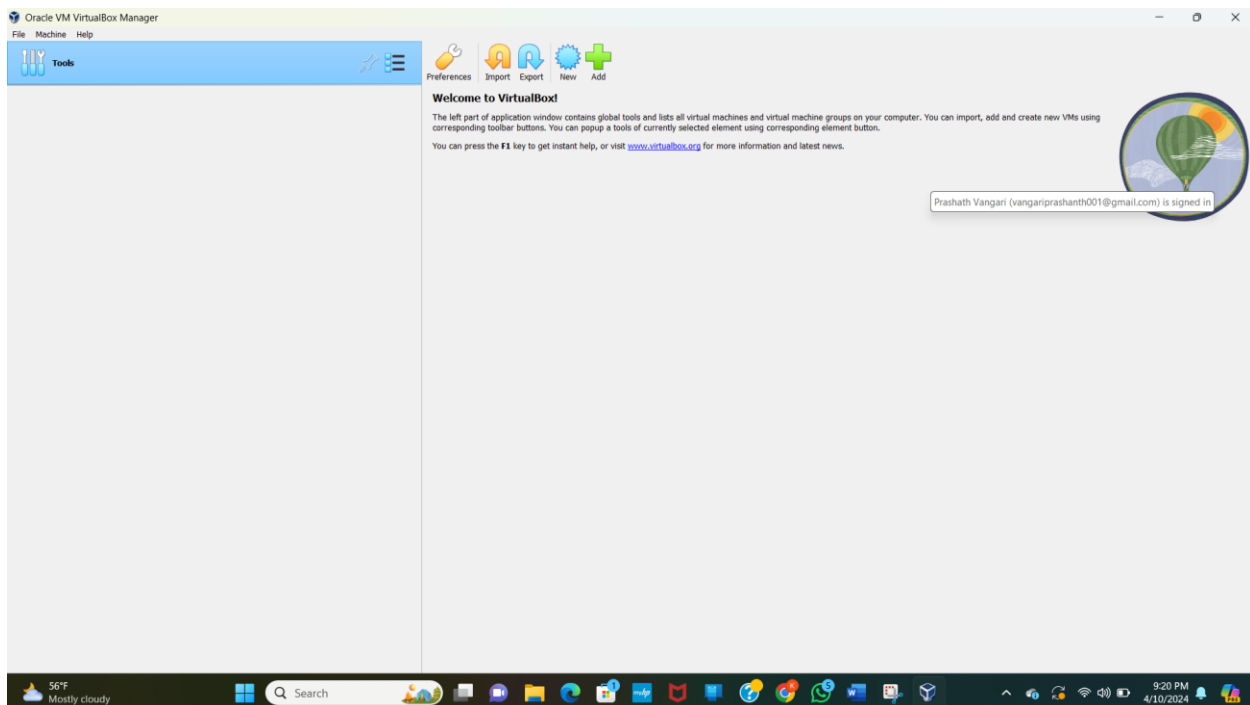 Oracle VM VirtualBox Manager
File Machine Help
Tools
Preferences Import Export New Add
Welcome to VirtualBox!
The left part of application window contains global tools and lists all virtual machines and virtual machine groups on your computer. You can import, add and create new VMs using
corresponding toolbar buttons. You can popup a tools of currently selected element using corresponding element button.
You can press the F1 key to get instant help, or visit www.virtualbox.org for more information and latest news.
Prashath Vangari (vangariprashanth001@gmail.com) is signed in
56°F
Mostly cloudy
Search
9:20 PM
4/10/2024